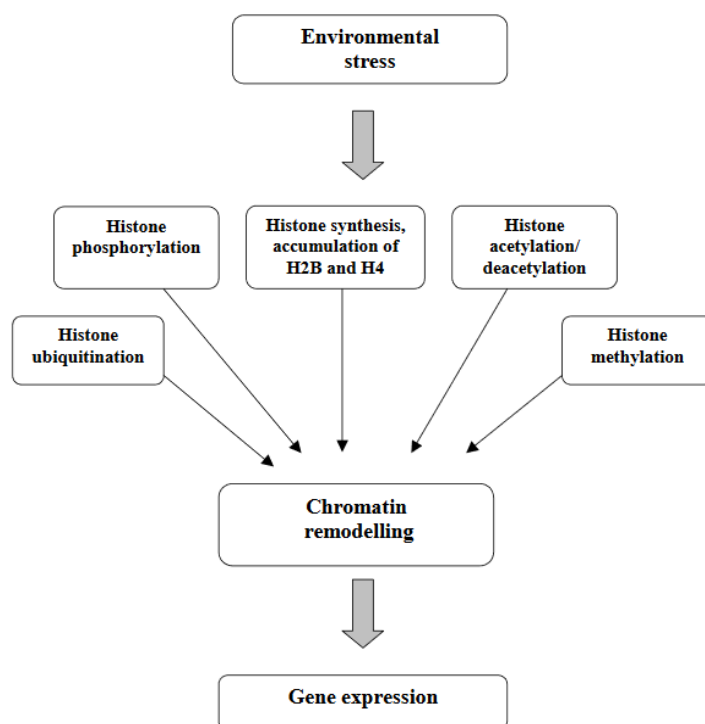 Environmental
stress
Histone
phosphorylation
Histone synthesis,
accumulation of
H2B and H4
Histone
acetylation/
deacetylation
Histone
ubiquitination
Histone
methylation
Chromatin
remodelling
Gene expression